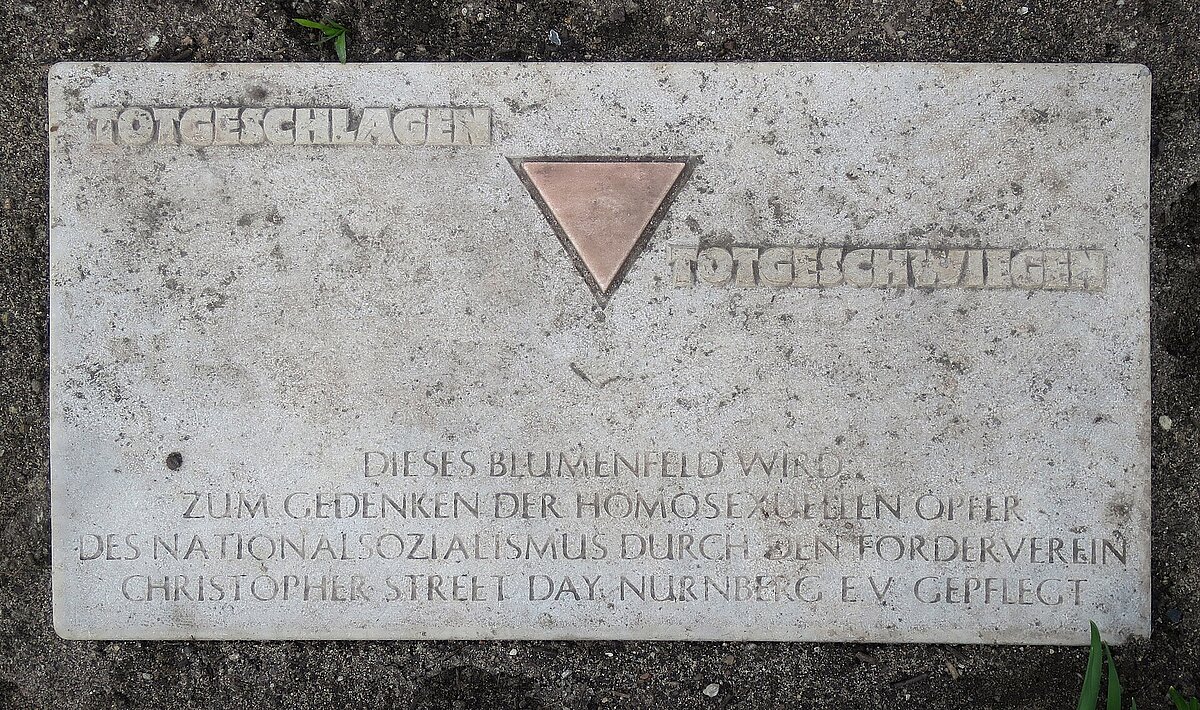 TOTGESCHLAGEN
TOTGESCHWIEGEN
DIESES BLUMENFELD WIRD
ZUM GEDENKEN DER HOMOSEXUELLEN OPFER
DES NATIONALSOZIALISMUS DURCH DEN FÖRDERVEREIN
CHRISTOPHER STREET DAY NÜRNBERG E.V. GEPFLEGT